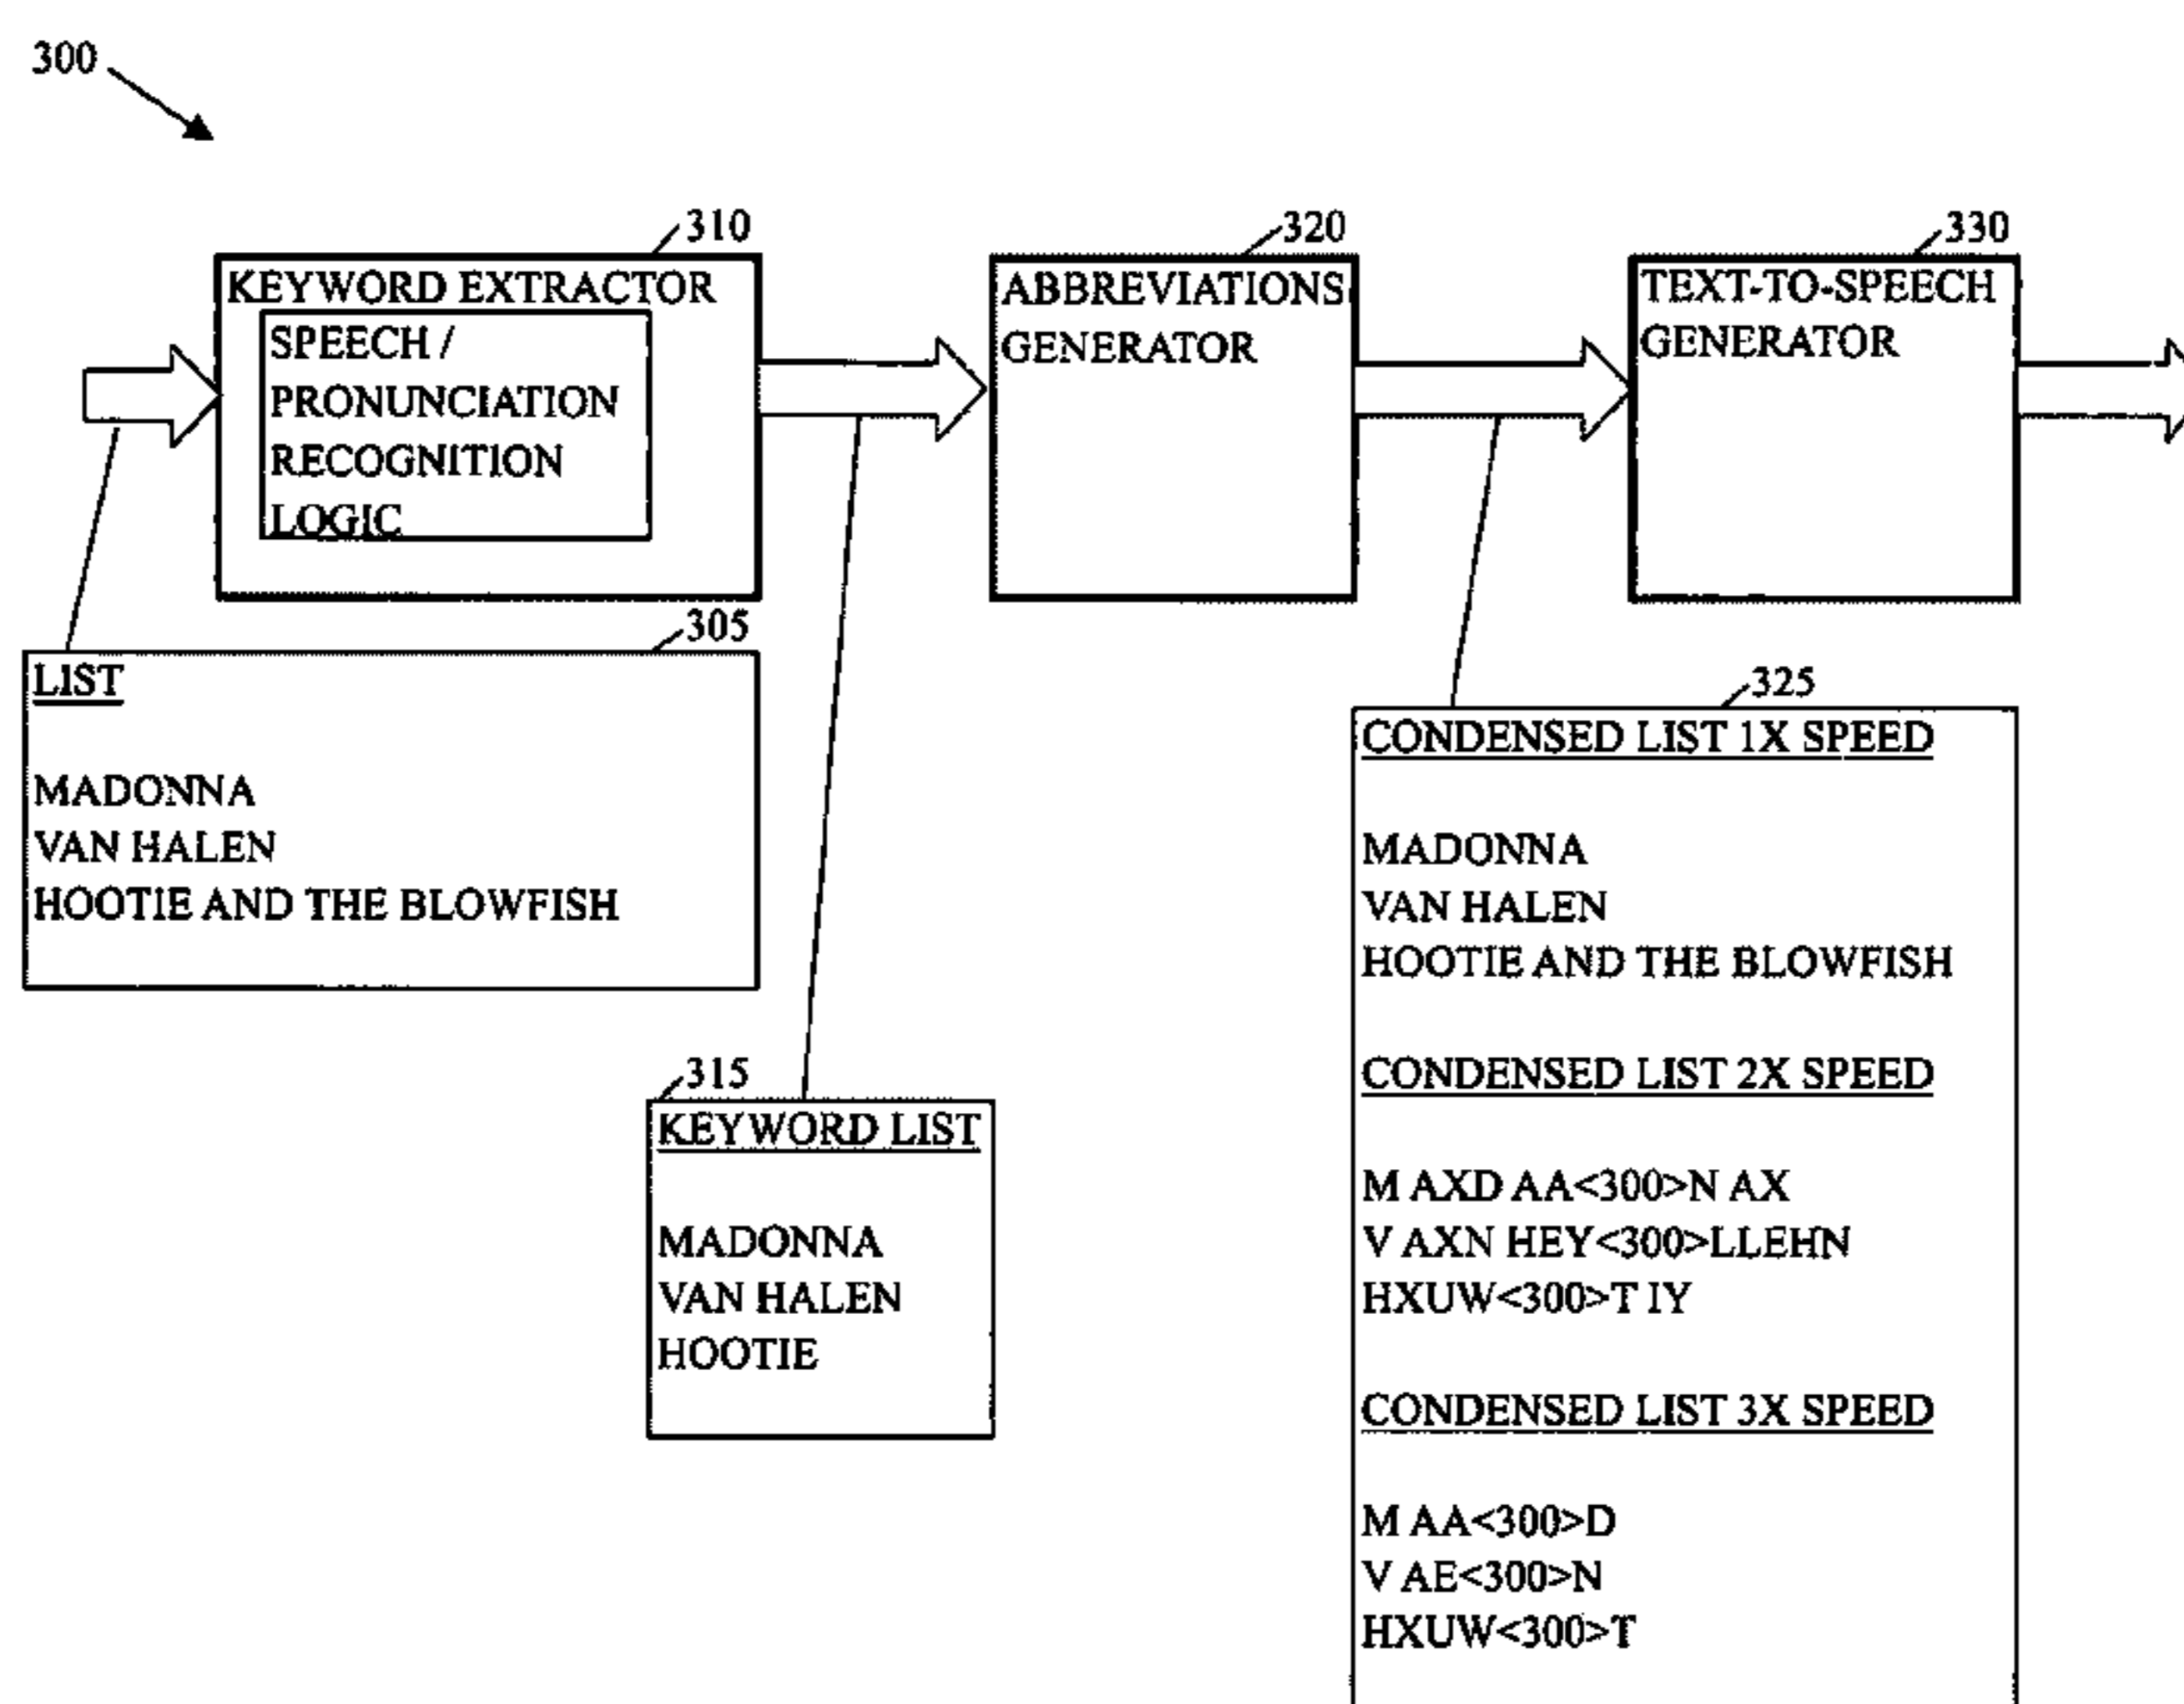 300
310
KEYWORD EXTRACTOR
SPEECH /
PRONUNCIATION
RECOGNITION
LOGIC
320
ABBREVIATIONS
GENERATOR
330
TEXT-TO-SPEECH
GENERATOR
305
LIST
MADONNA
VAN HALEN
HOOTIE AND THE BLOWFISH
315
KEYWORD LIST
MADONNA
VAN HALEN
HOOTIE
325
CONDENSED LIST 1X SPEED
MADONNA
VAN HALEN
HOOTIE AND THE BLOWFISH
CONDENSED LIST 2X SPEED
M AXD AA<300>N AX
V AXN HEY<300>LLEHN
HXUW<300>T IY
CONDENSED LIST 3X SPEED
M AA<300>D
V AE<300>N
HXUW<300>T